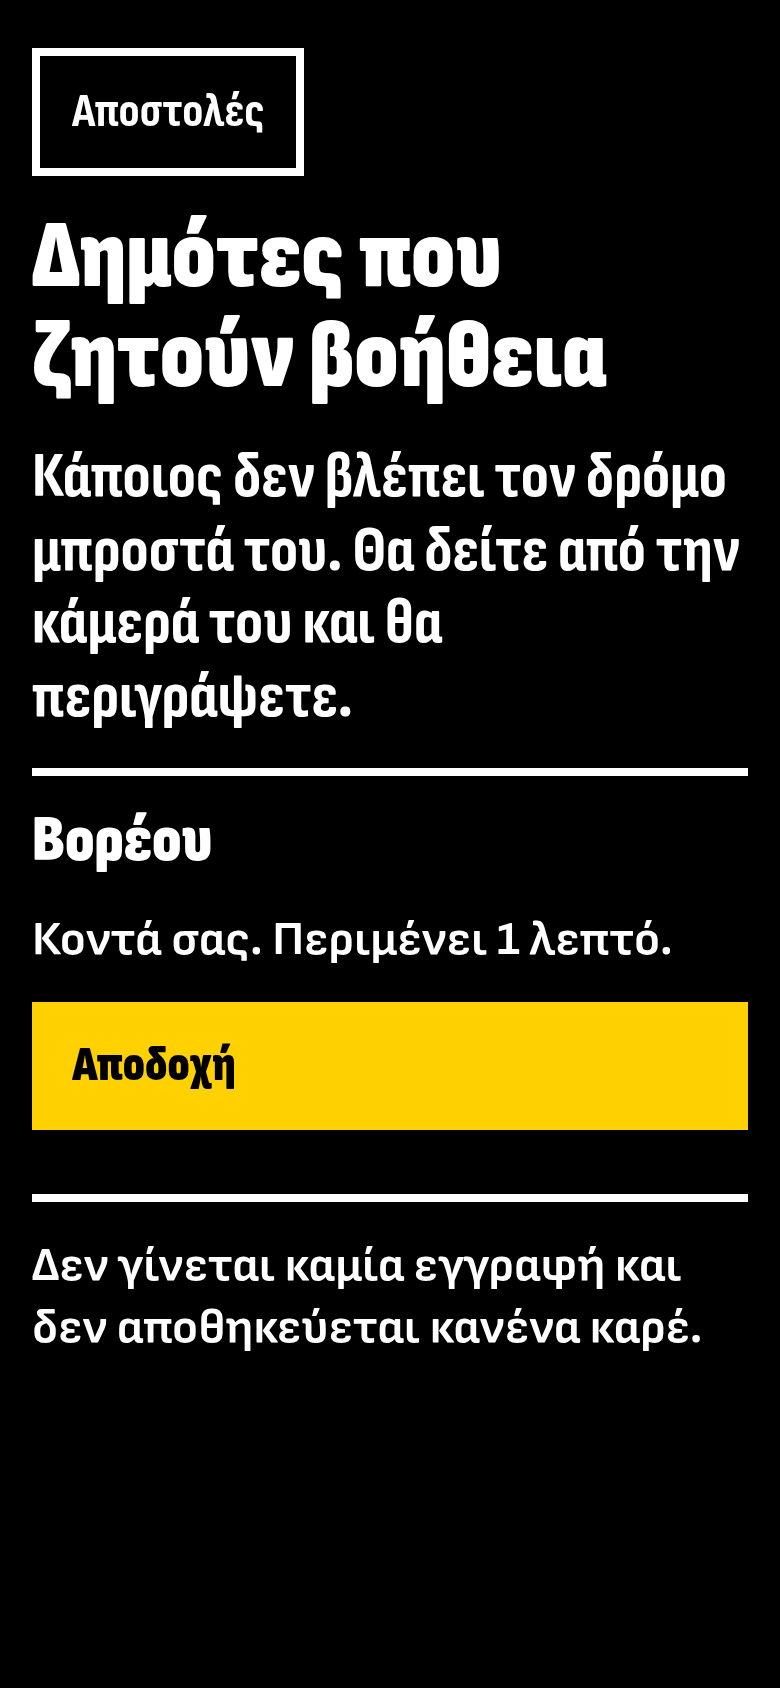 Αποστολές
Δημότες που
ζητούν βοήθεια
Κάποιος δεν βλέπει τον δρόμο
μπροστά του. Θα δείτε από την
κάμερά του και θα
περιγράψετε.
Βορέου
Κοντά σας. Περιμένει 1 λεπτό.
Αποδοχή
Δεν γίνεται καμία εγγραφή και
δεν αποθηκεύεται κανένα καρέ.